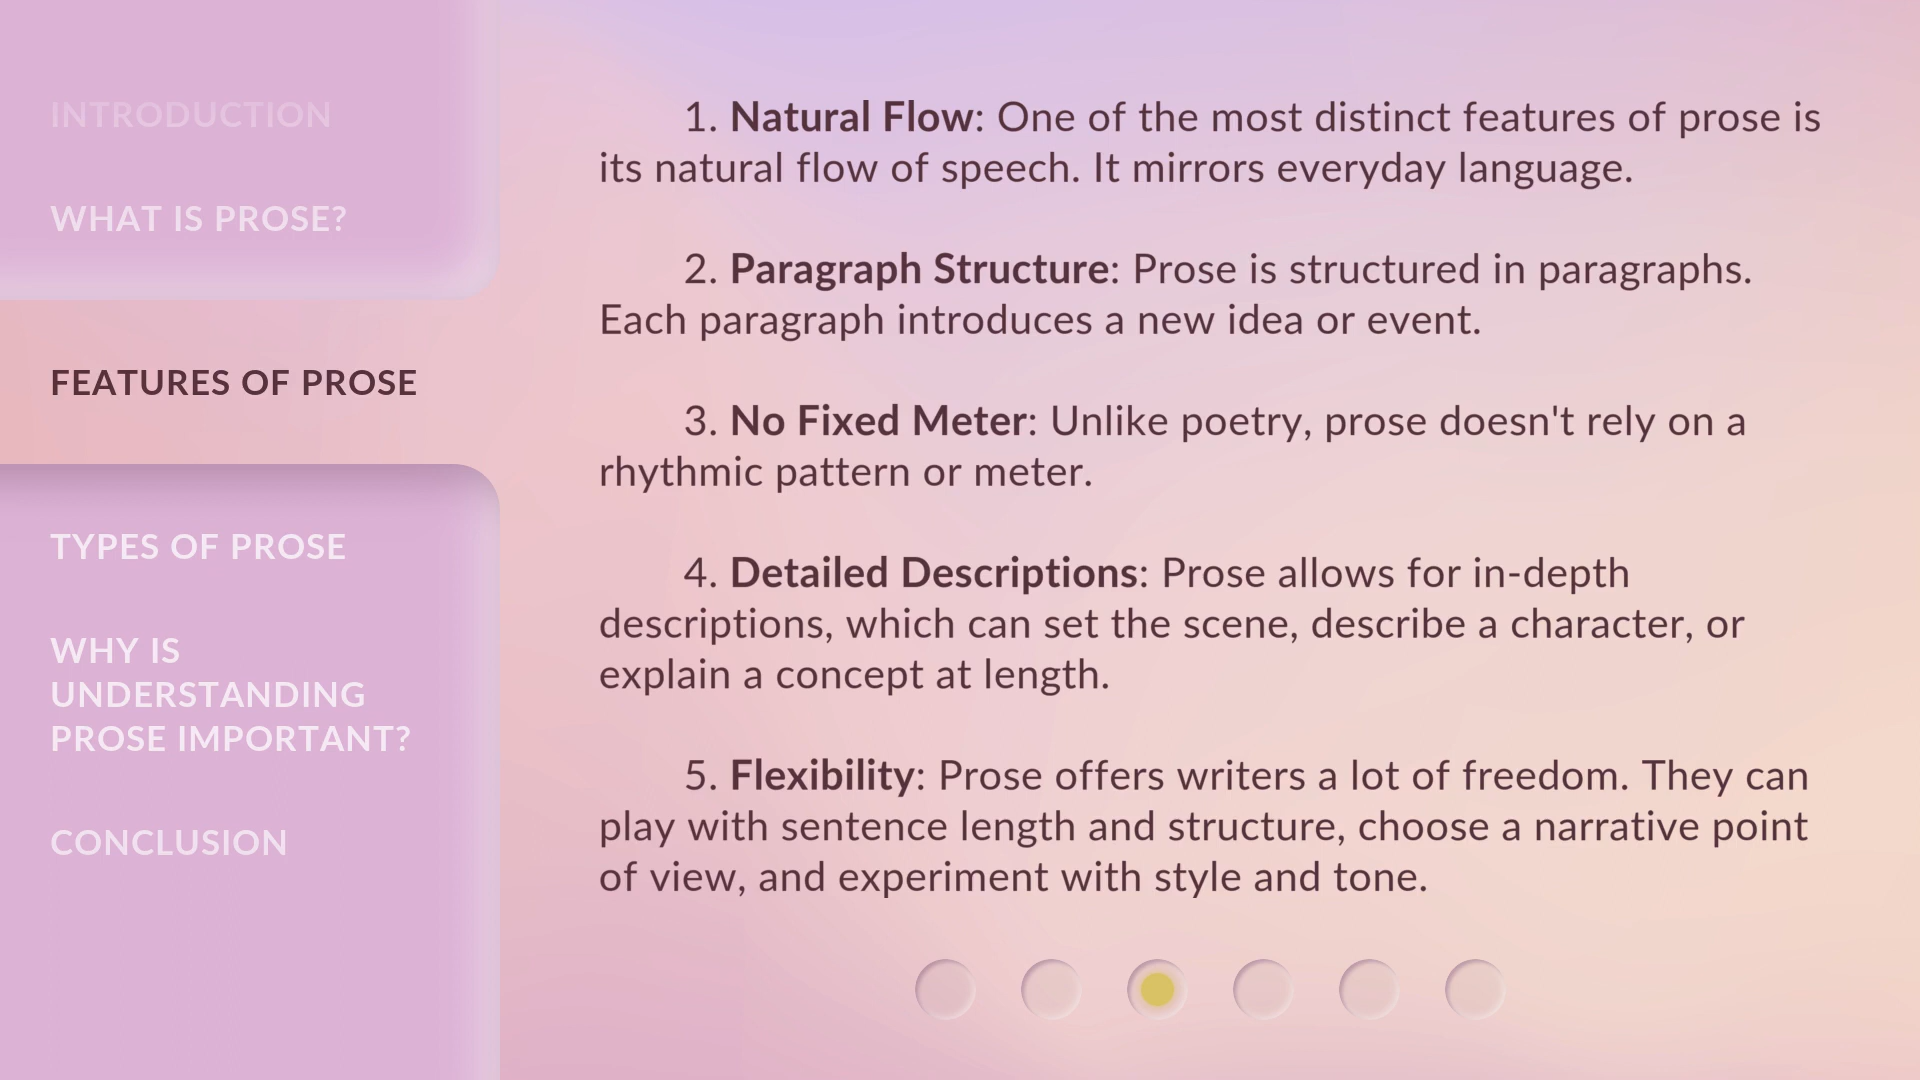 INTRODUCTION
WHAT IS PROSE?
FEATURES OF PROSE
TYPES OF PROSE
WHY IS
UNDERSTANDING
PROSE IMPORTANT?
CONCLUSION
1. Natural Flow: One of the most distinct features of prose is
its natural flow of speech. It mirrors everyday language.
2. Paragraph Structure: Prose is structured in paragraphs.
Each paragraph introduces a new idea or event.
3. No Fixed Meter: Unlike poetry, prose doesn't rely on a
rhythmic pattern or meter.
4. Detailed Descriptions: Prose allows for in-depth
descriptions, which can set the scene, describe a character, or
explain a concept at length.
5. Flexibility: Prose offers writers a lot of freedom. They can
play with sentence length and structure, choose a narrative point
of view, and experiment with style and tone.